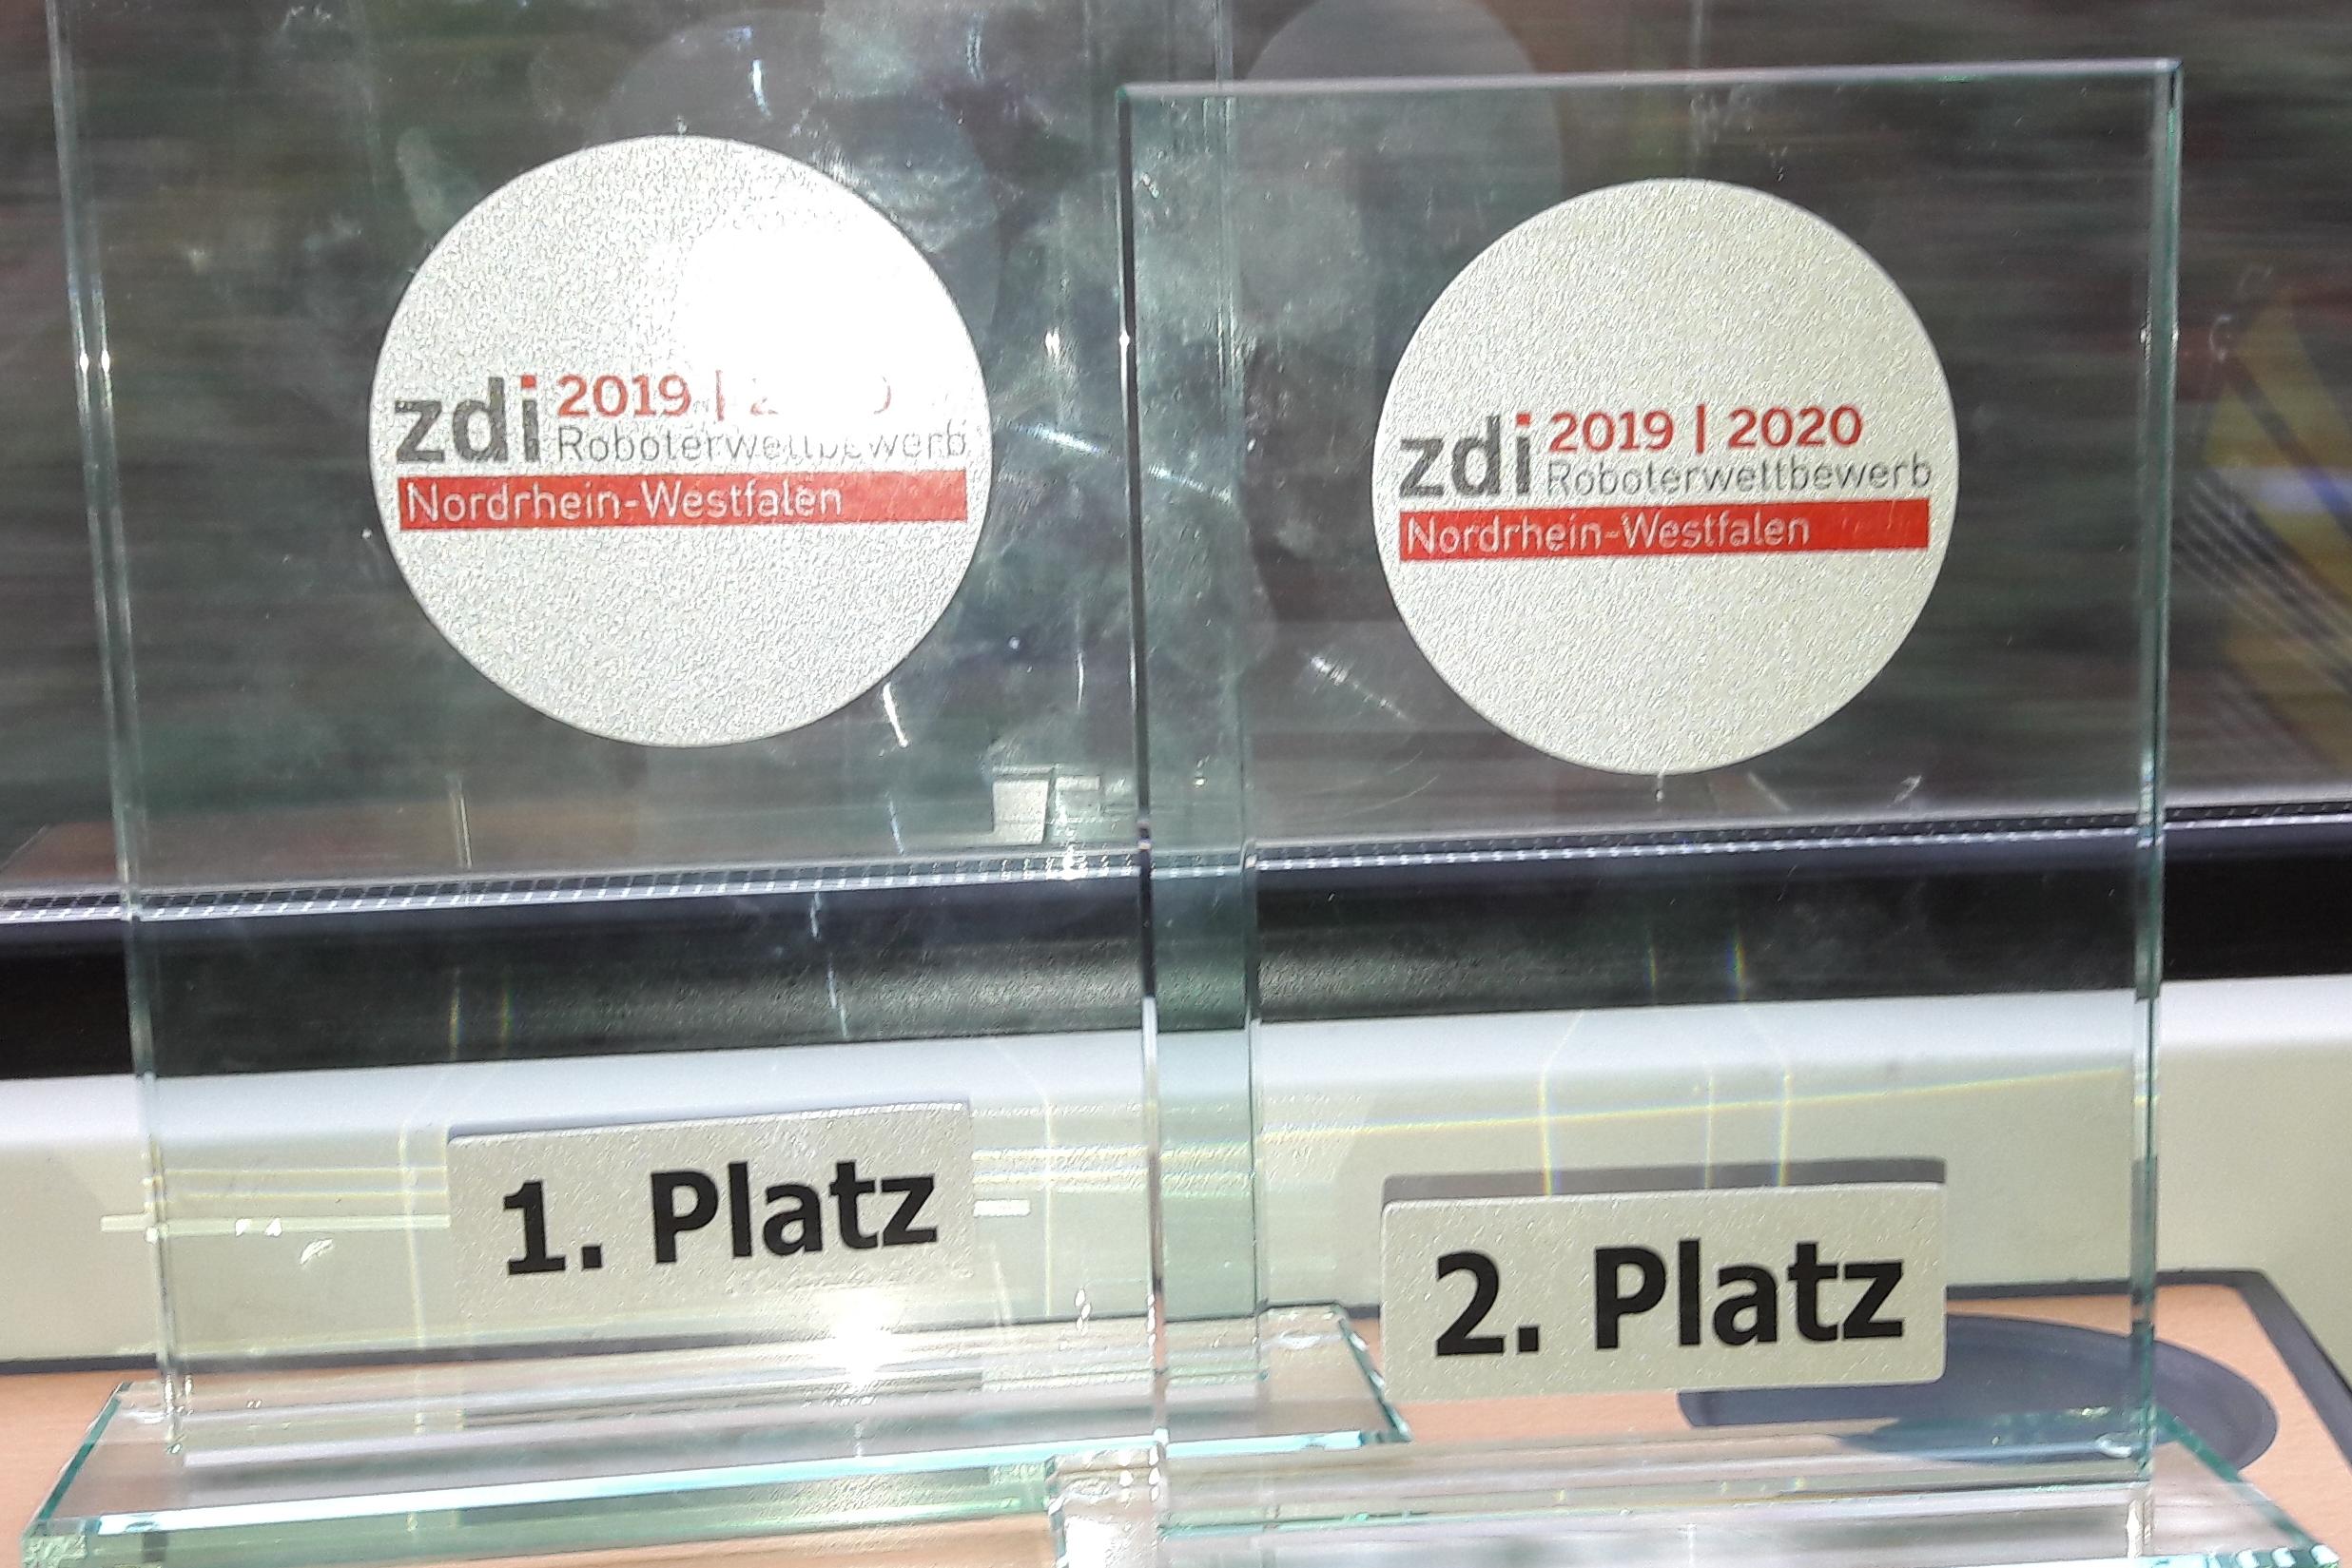 zdi 2019 |
Roboterwettbewerb
Nordrhein-Westfalen
1. Platz
zdi 2019 | 2020
Roboterwettbewerb
Nordrhein-Westfalen
2. Platz